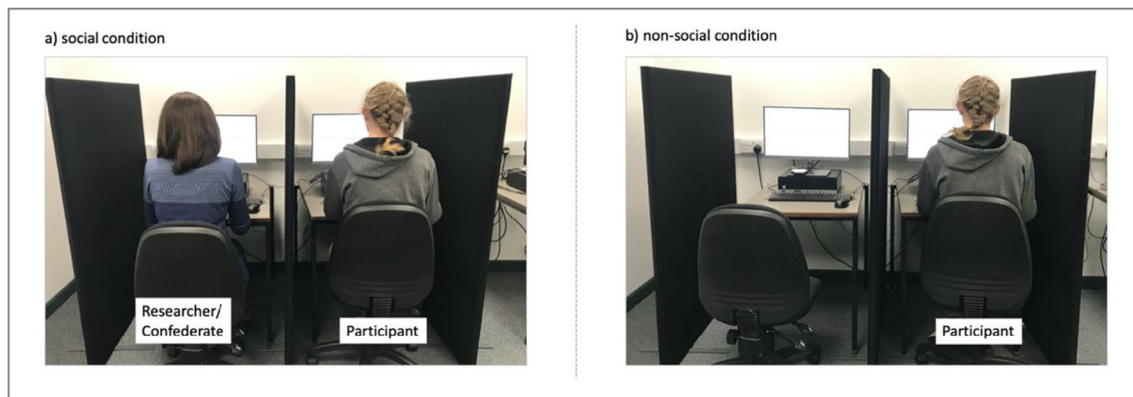 a) social condition
b) non-social condition
Researcher/
Confederate
Participant
Participant